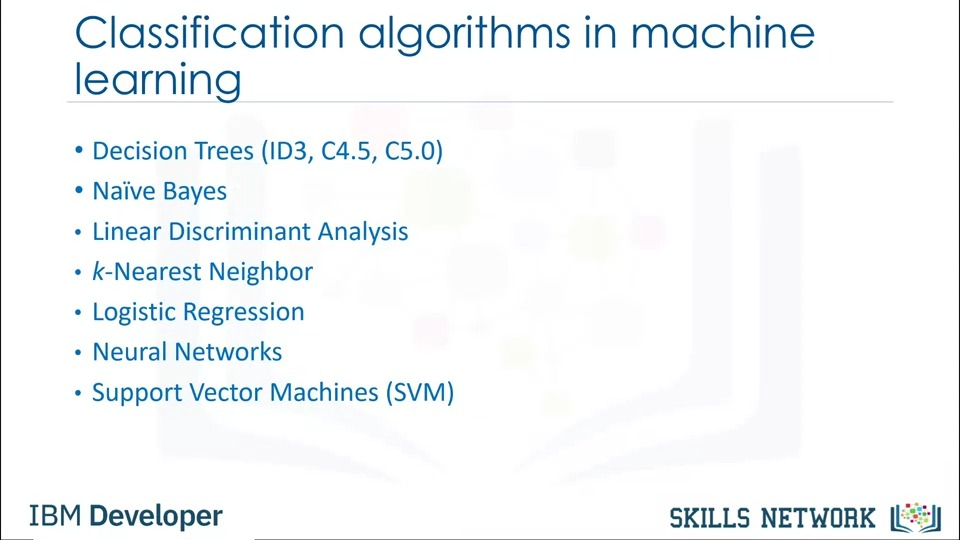 Classification algorithms in machine
learning
• Decision Trees (ID3, C4.5, C5.0)
• Naïve Bayes
• Linear Discriminant Analysis
• k-Nearest Neighbor
• Logistic Regression
• Neural Networks
• Support Vector Machines (SVM)
IBM Developer
SKILLS NETWORK